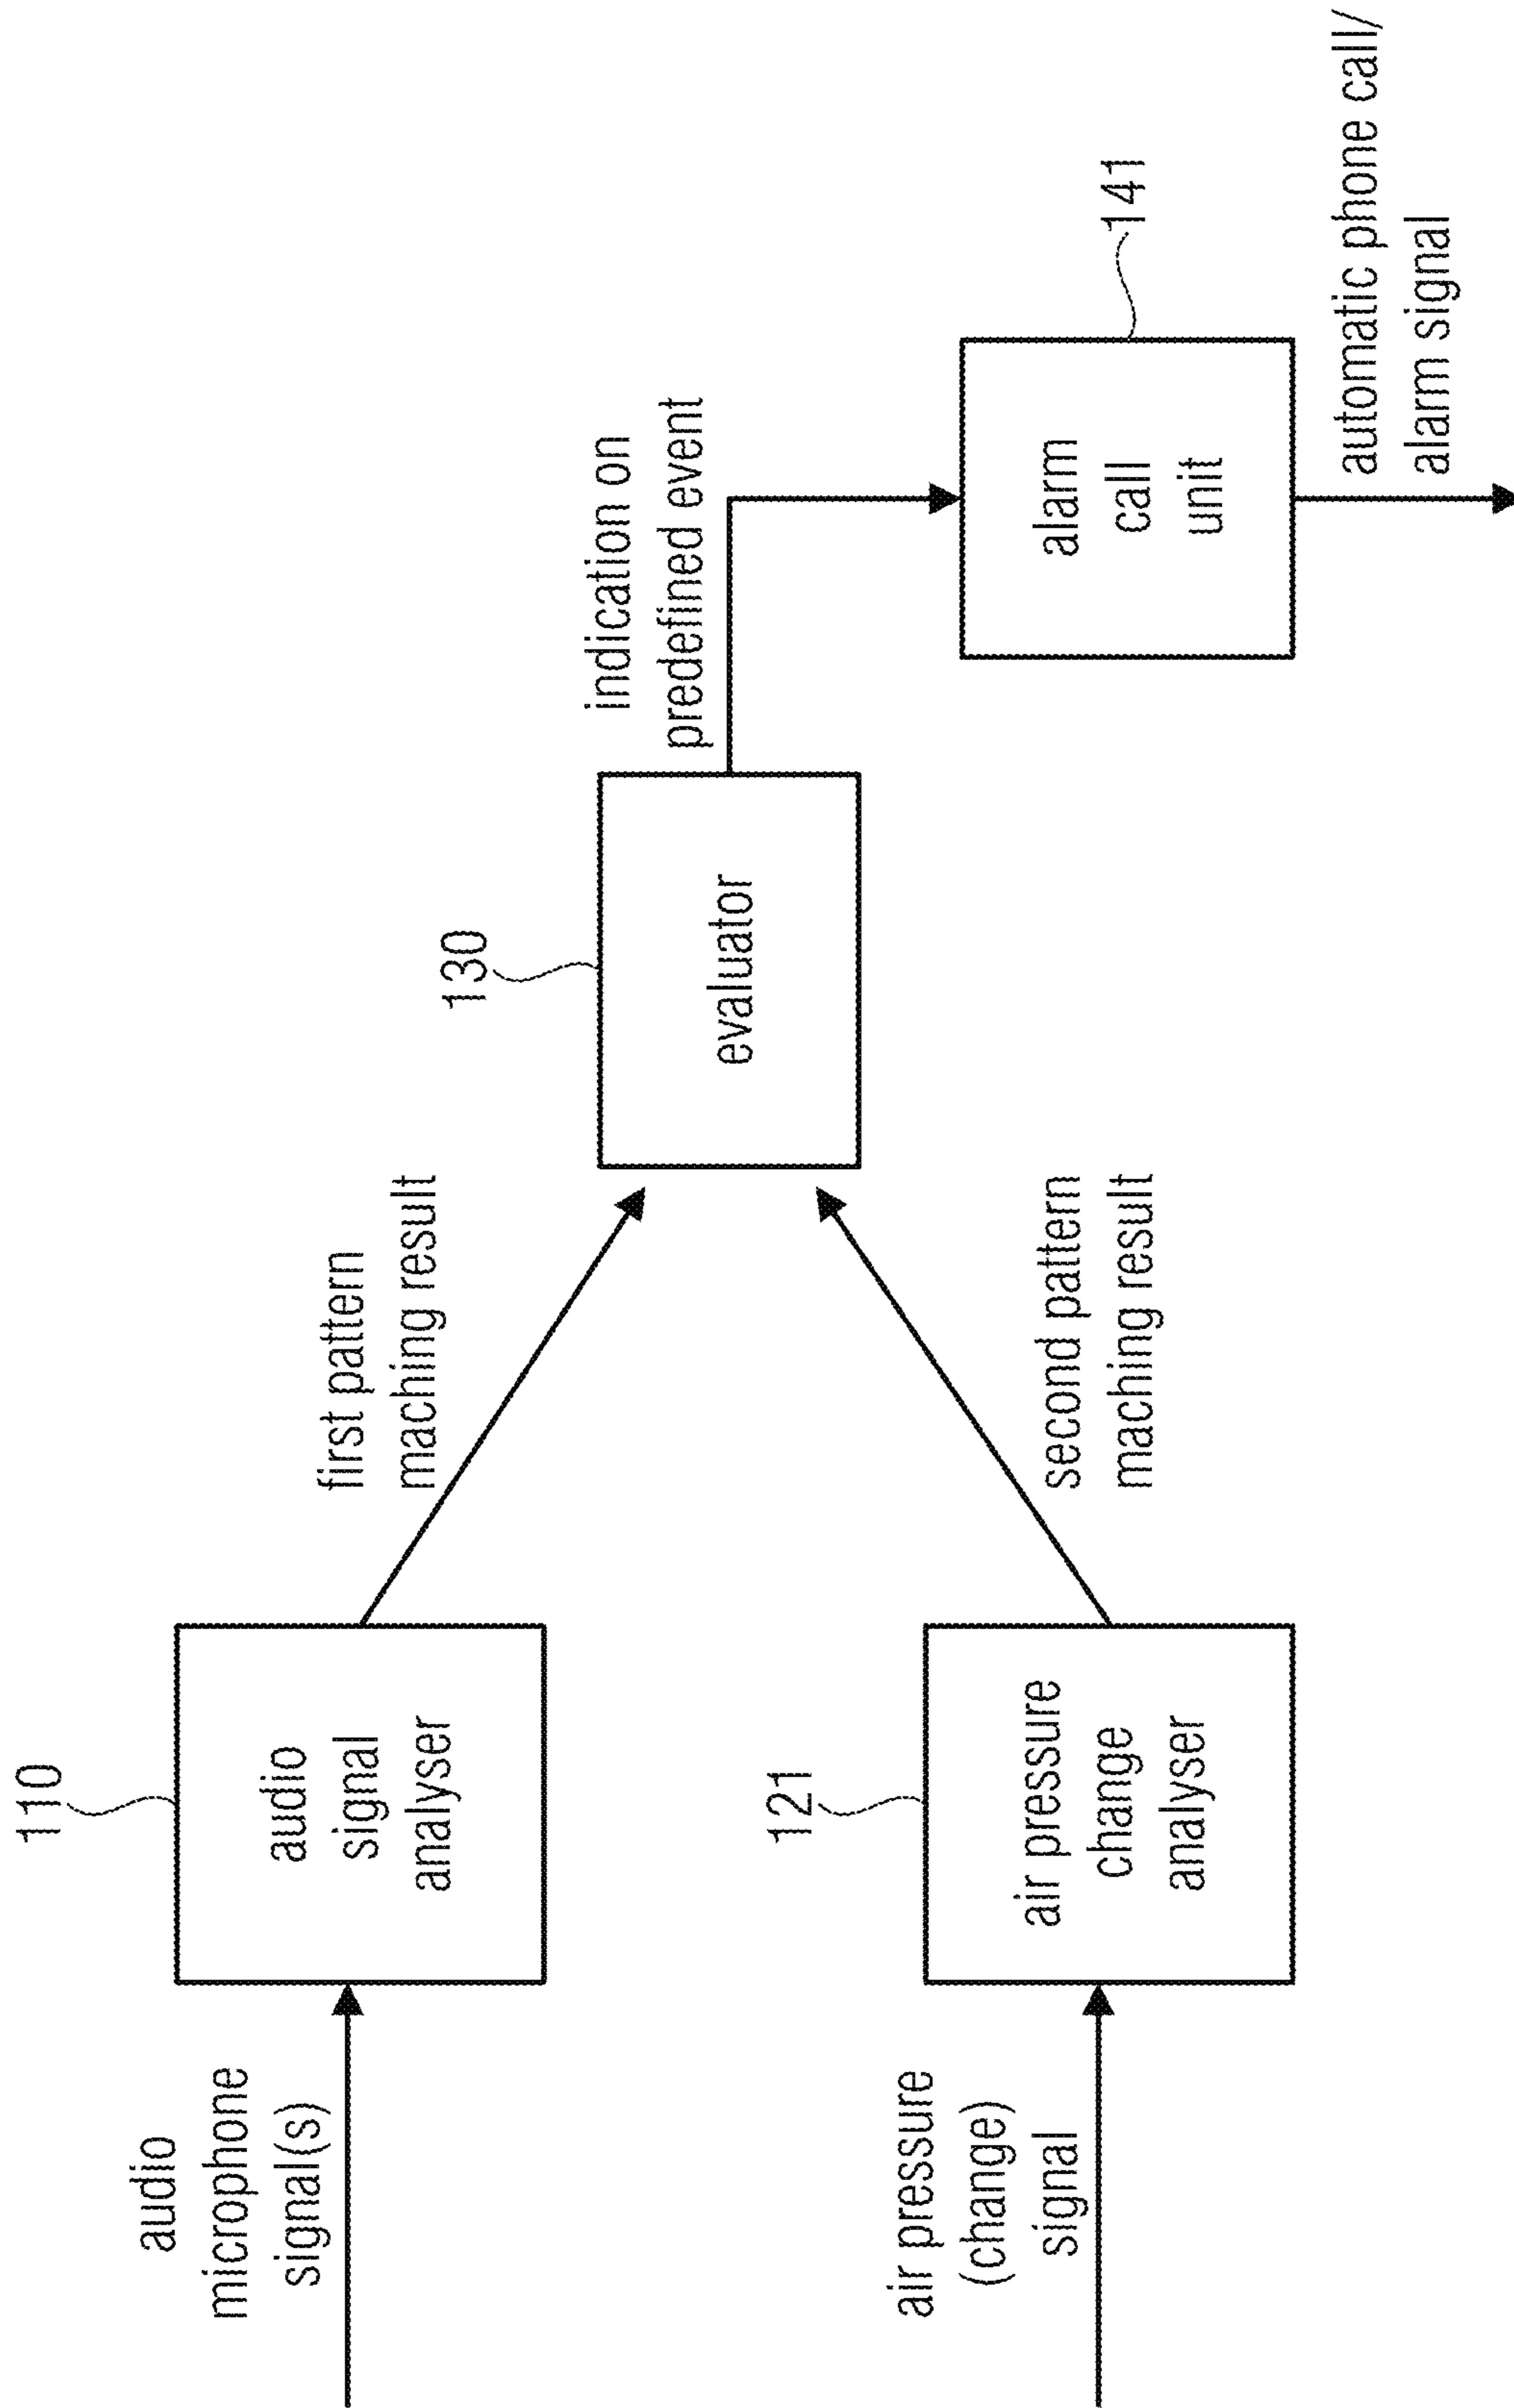 audio
microphone
signal(s)
110
audio
signal
analyser
first pattern
maching result
air pressure
(change)
signal
121
air pressure
change
analyser
second pattern
maching result
130
evaluator
indication on
predefined event
alarm
call
unit
141
automatic phone call/
alarm signal